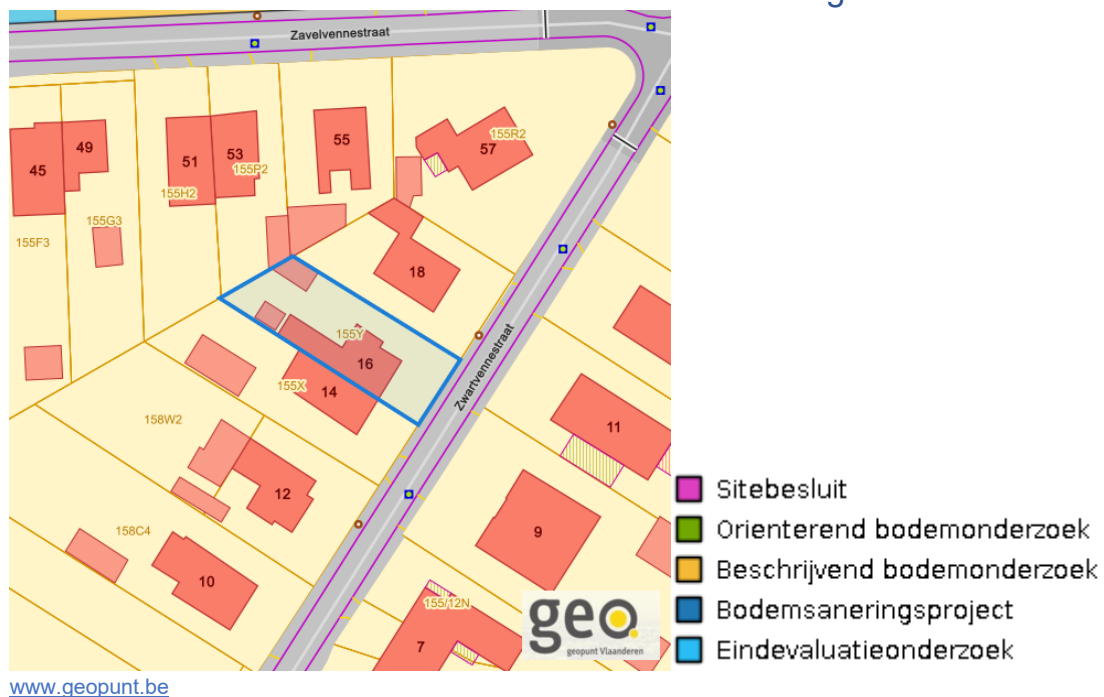 Zavelvennestraat
155R2
55
57
49
53
51
45
155P2
155H2
155G3
155F3
18
155Y
16
Zwartvennestraat
155X
14
158W2
11
12
9
158C4
10
155/12N
7
geo
geopunt Vlaanderen
Sitebesluit
Orienterend bodemonderzoek
Beschrijvend bodemonderzoek
Bodemsaneringsproject
Eindevaluatieonderzoek
www.geopunt.be